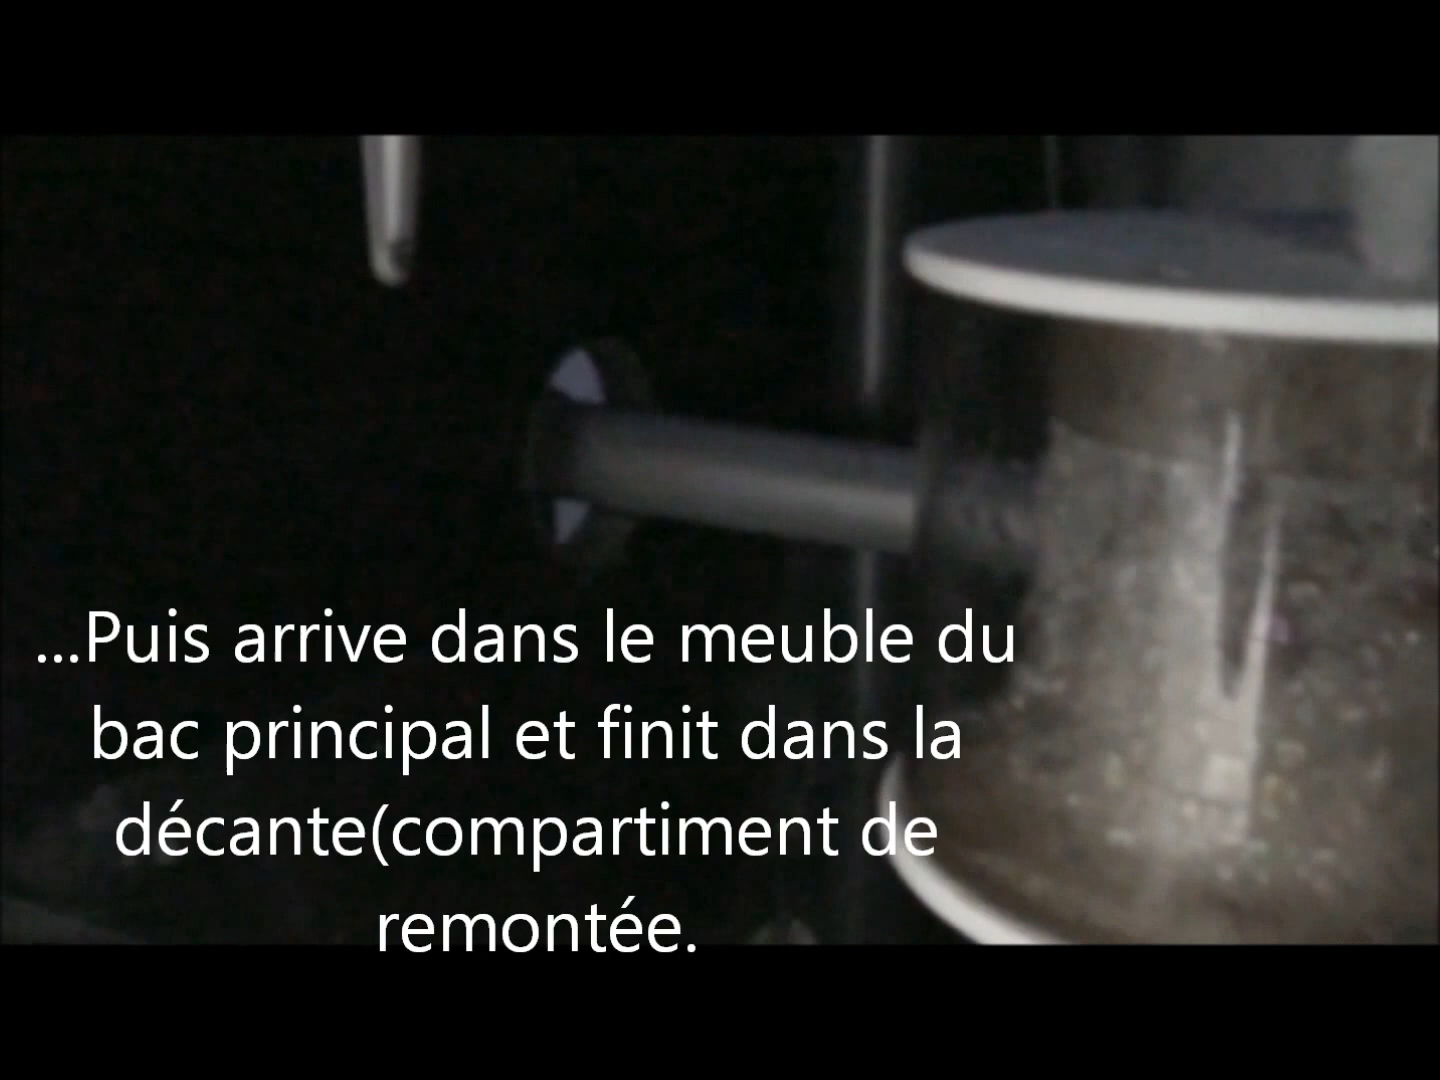 ...Puis arrive dans le meuble du
bac principal et finit dans la
décante(compartiment de
remontée.